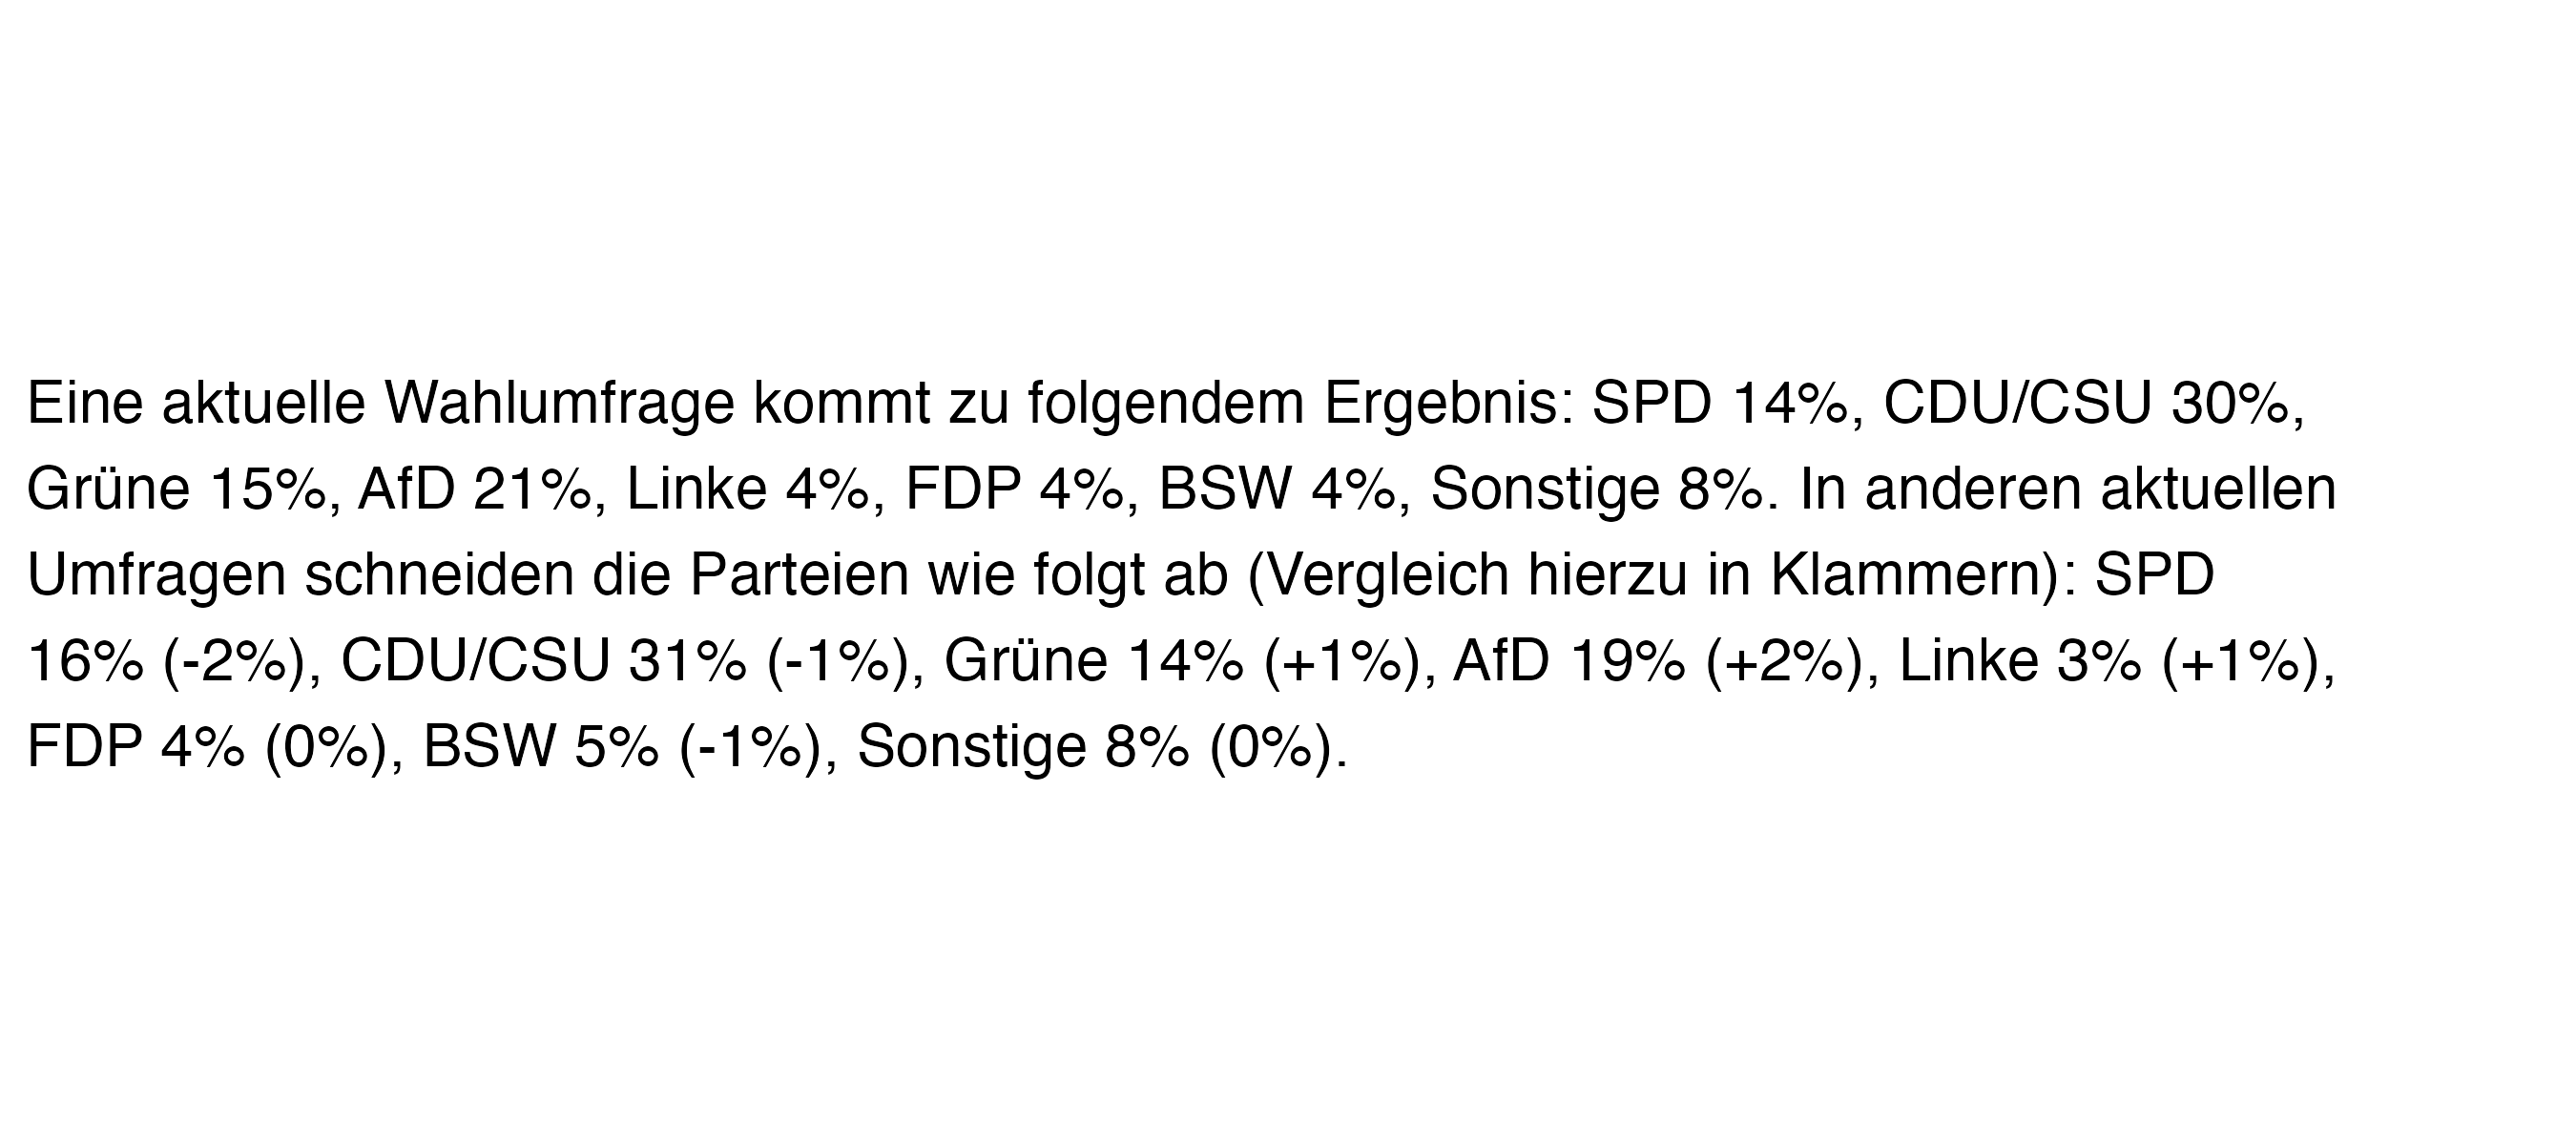 Eine aktuelle Wahlumfrage kommt zu folgendem Ergebnis: SPD 14%, CDU/CSU 30%,
Grüne 15%, AfD 21%, Linke 4%, FDP 4%, BSW 4%, Sonstige 8%. In anderen aktuellen
Umfragen schneiden die Parteien wie folgt ab (Vergleich hierzu in Klammern): SPD
16% (-2%), CDU/CSU 31% (-1%), Grüne 14% (+1%), AfD 19% (+2%), Linke 3% (+1%),
FDP 4% (0%), BSW 5% (-1%), Sonstige 8% (0%).